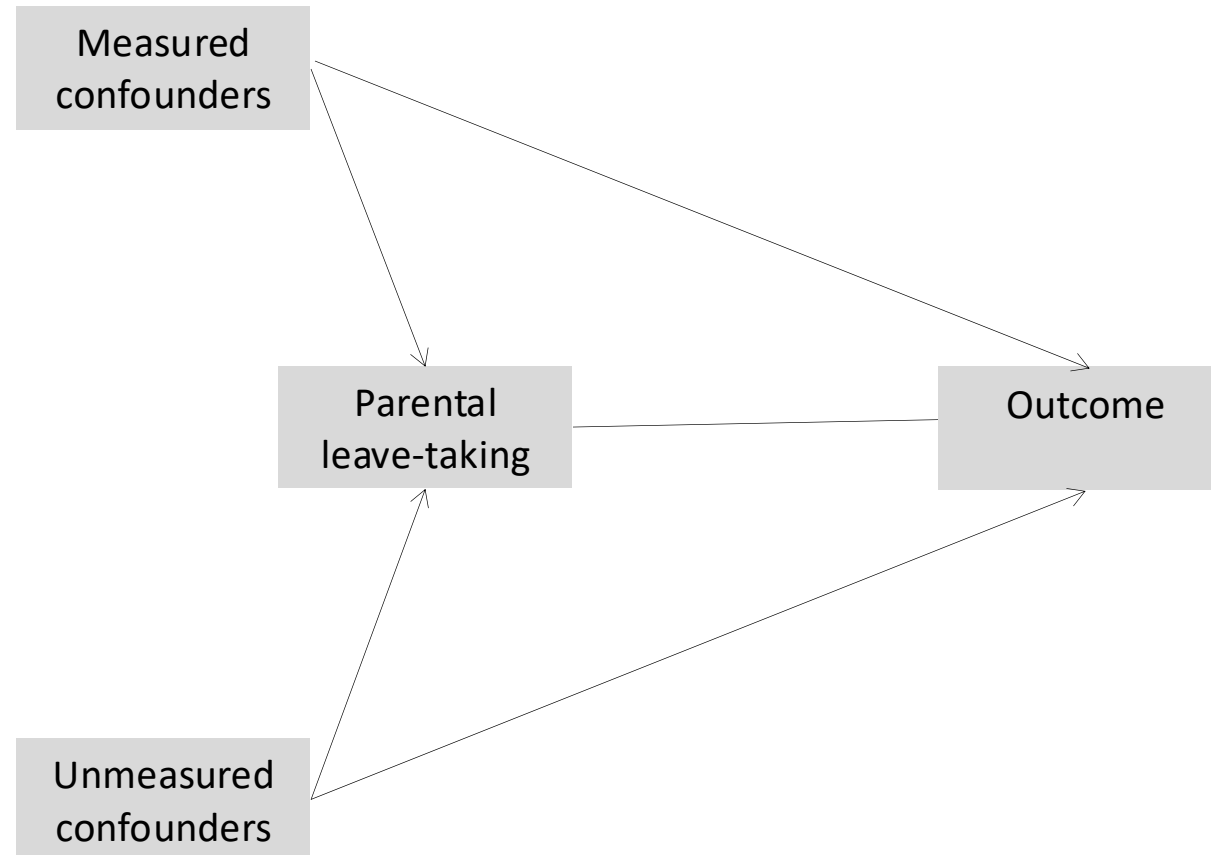 Measured
confounders
Parental
leave-taking
Outcome
Unmeasured
confounders